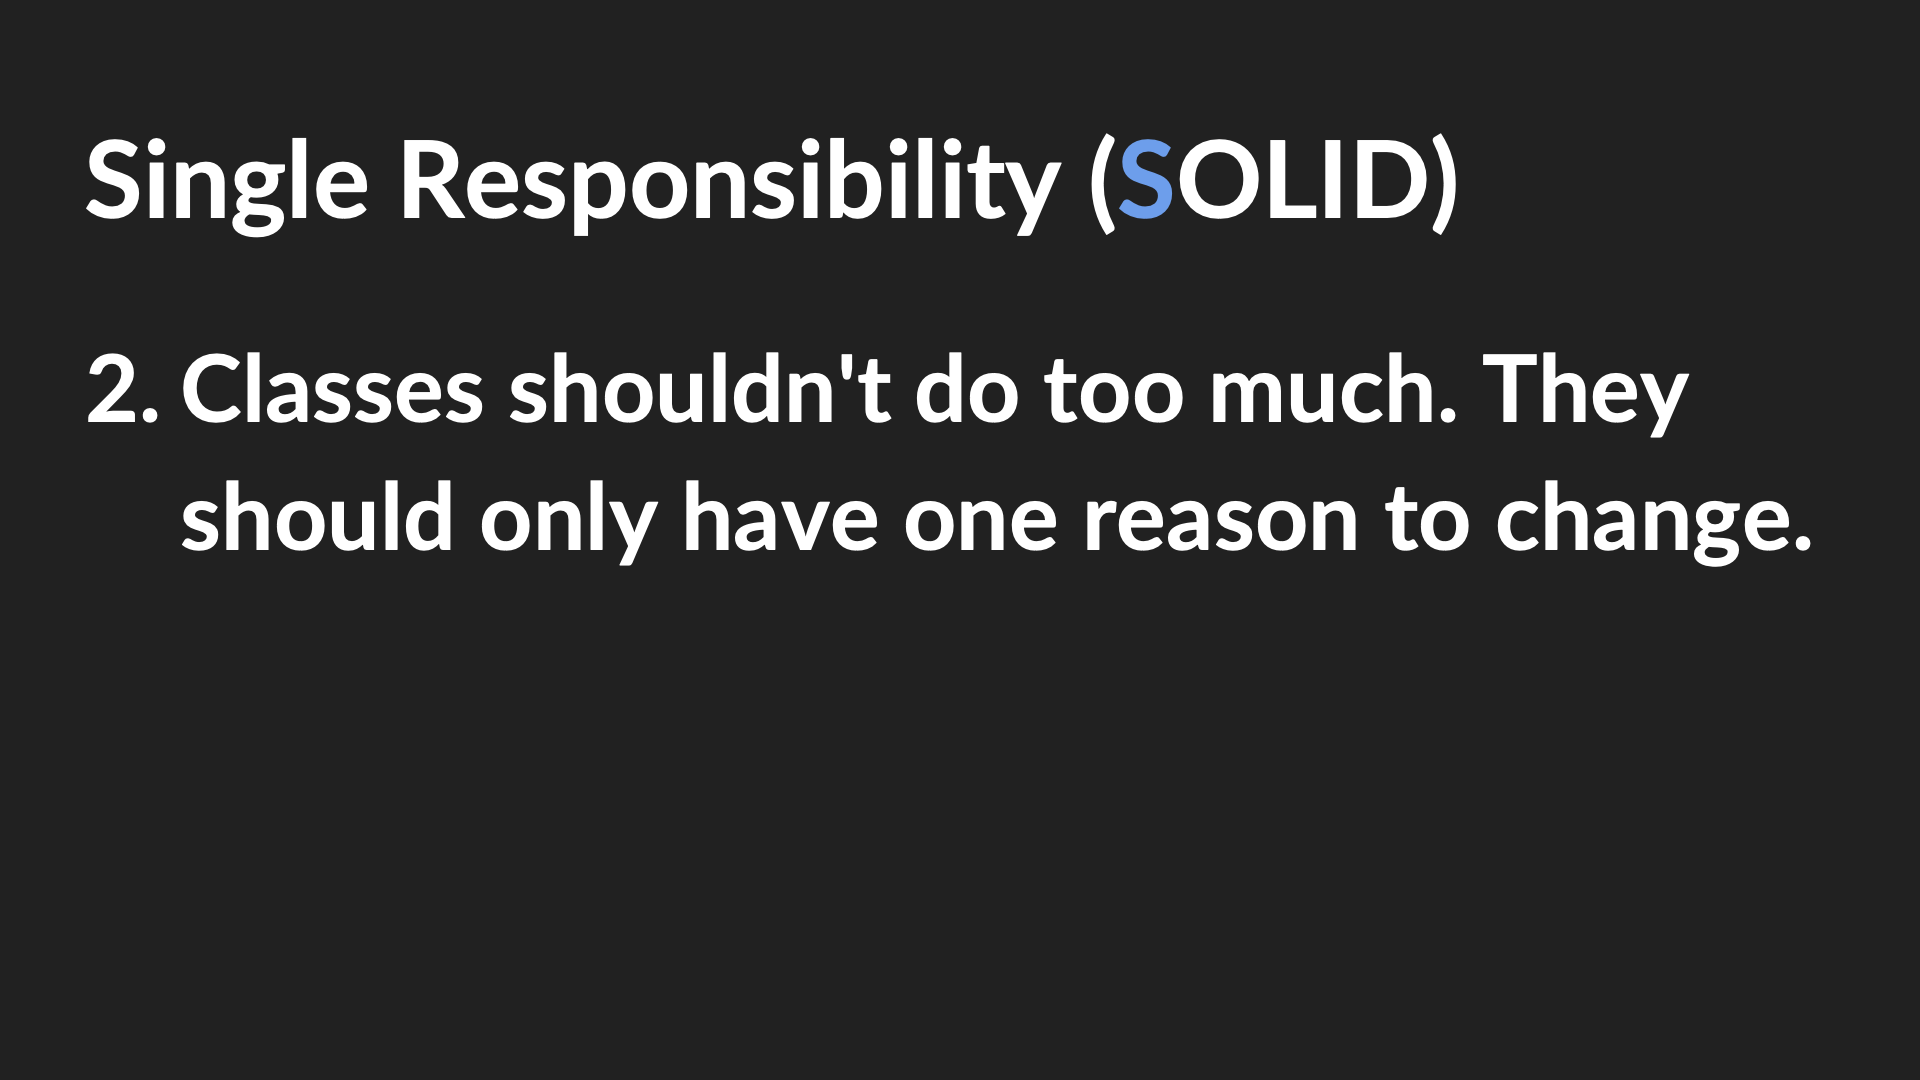 Single Responsibility (SOLID)
2. Classes shouldn't do too much. They
should only have one reason to change.